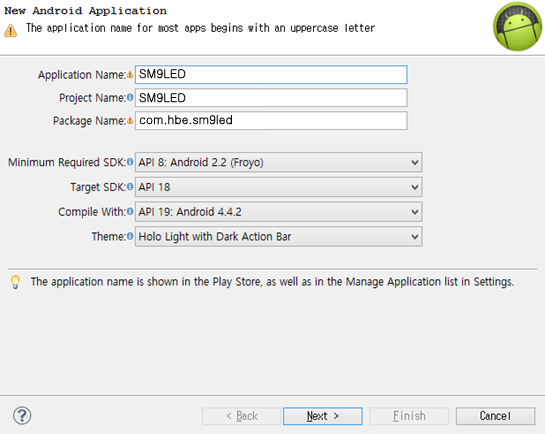 New Android Application
The application name for most apps begins with an uppercase letter
Application Name: SM9LED
Project Name: SM9LED
Package Name: com.hbe.sm9led
Minimum Required SDK: API 8: Android 2.2 (Froyo)
Target SDK: API 18
Compile With: API 19: Android 4.4.2
Theme: Holo Light with Dark Action Bar
The application name is shown in the Play Store, as well as in the Manage Application list in Settings.
? < Back Next > Finish Cancel